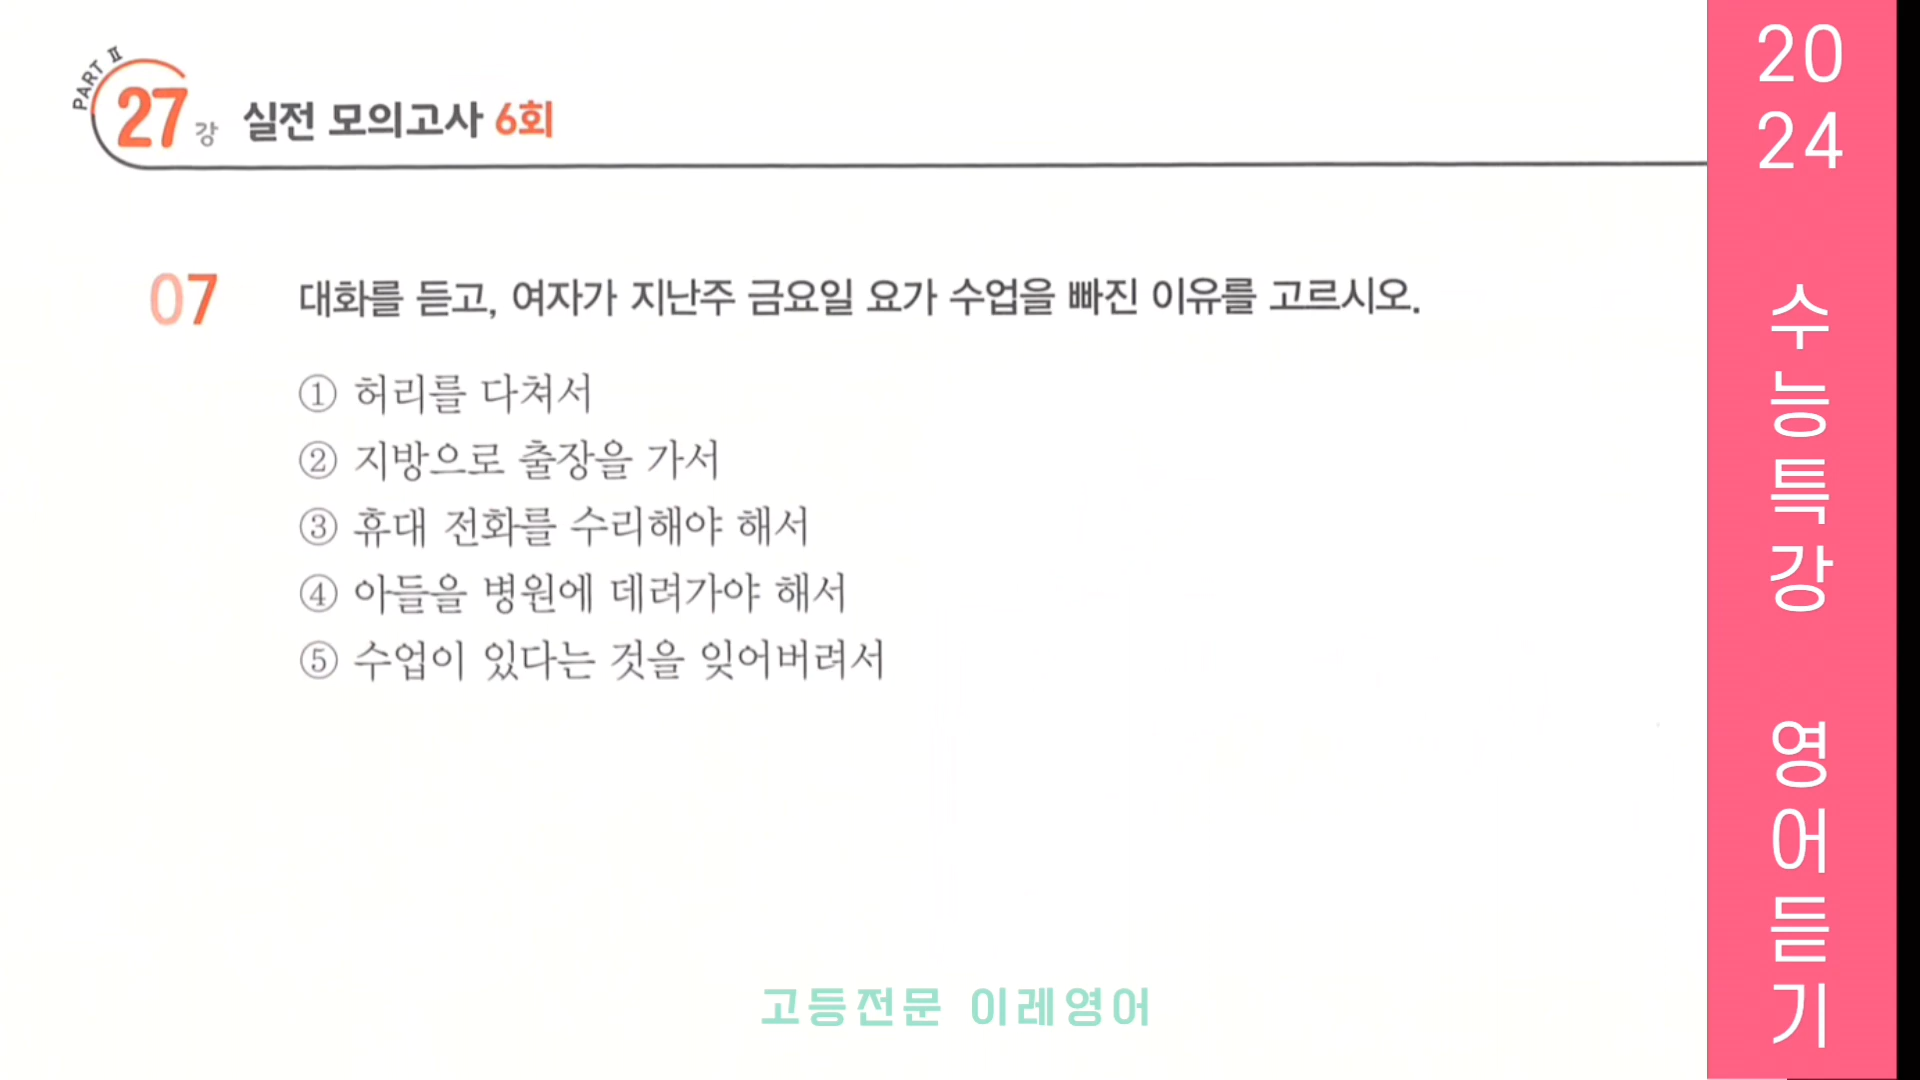 PART Ⅱ
27강 실전 모의고사 6회
07 대화를 듣고, 여자가 지난주 금요일 요가 수업을 빠진 이유를 고르시오.
① 허리를 다쳐서
② 지방으로 출장을 가서
③ 휴대 전화를 수리해야 해서
④ 아들을 병원에 데려가야 해서
⑤ 수업이 있다는 것을 잊어버려서
고등전문 이레영어
2024 수능특강 영어듣기